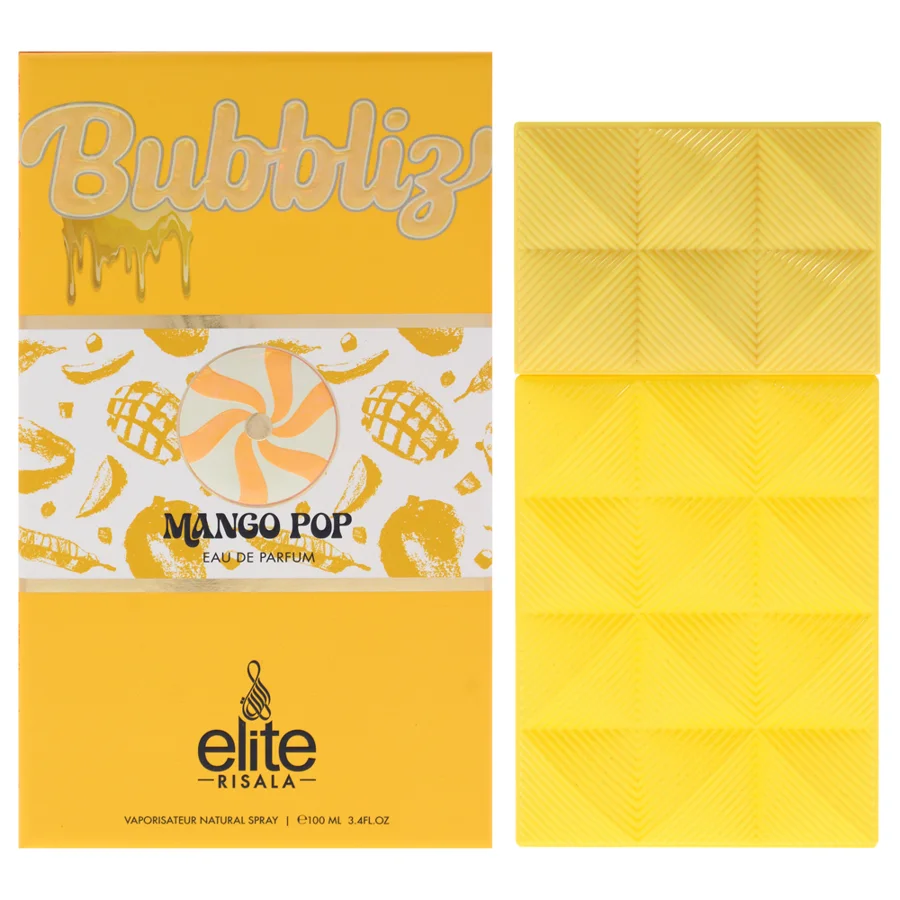 Bubbliz
MANGO POP
EAU DE PARFUM
elite
RISALA
VAPORISATEUR NATURAL SPRAY | ℮100 ML 3.4FL.OZ